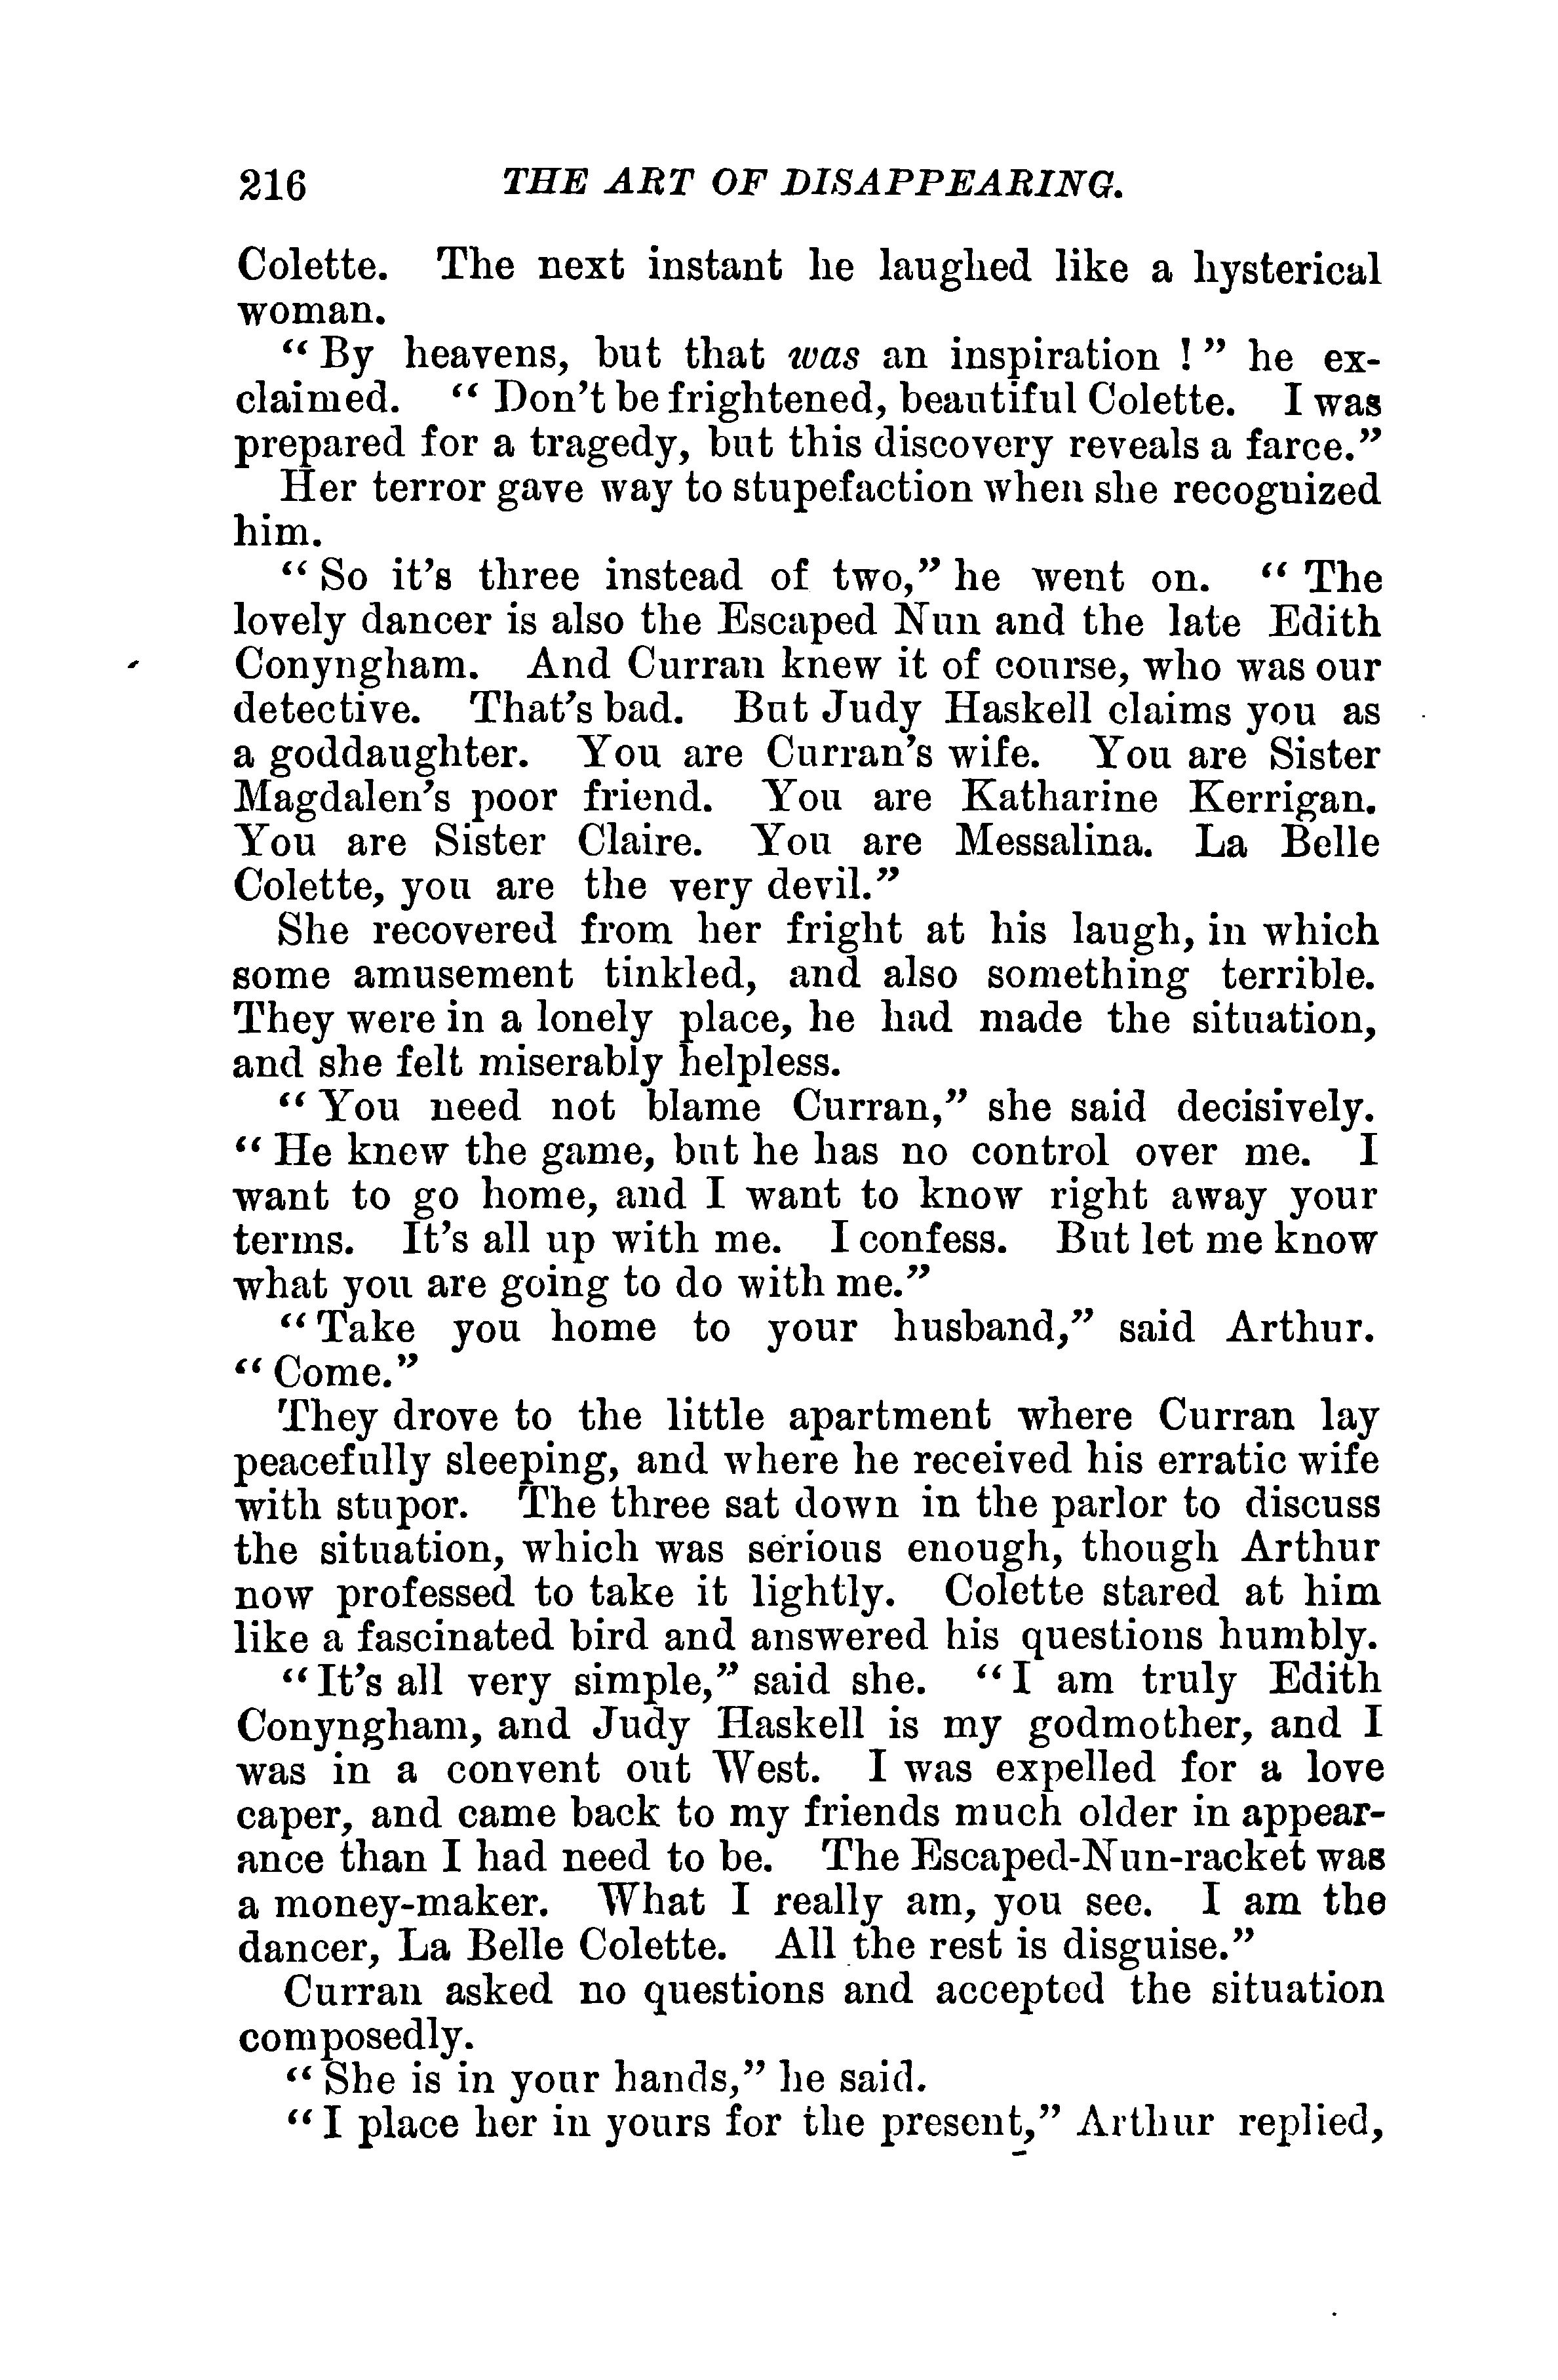 216 THE ART OF DISAPPEARING.
Colette. The next instant he laughed like a hysterical
woman.
“ By heavens, but that was an inspiration ! ” he ex-
claimed. “ Don’t be frightened, beautiful Colette. I was
prepared for a tragedy, but this discovery reveals a farce.”
Her terror gave way to stupefaction when she recognized
him.
“ So it’s three instead of two,” he went on. “ The
lovely dancer is also the Escaped Nun and the late Edith
Conyngham. And Curran knew it of course, who was our
detective. That’s bad. But Judy Haskell claims you as
a goddaughter. You are Curran’s wife. You are Sister
Magdalen’s poor friend. You are Katharine Kerrigan.
You are Sister Claire. You are Messalina. La Belle
Colette, you are the very devil.”
She recovered from her fright at his laugh, in which
some amusement tinkled, and also something terrible.
They were in a lonely place, he had made the situation,
and she felt miserably helpless.
“ You need not blame Curran,” she said decisively.
“ He knew the game, but he has no control over me. I
want to go home, and I want to know right away your
terms. It’s all up with me. I confess. But let me know
what you are going to do with me.”
“ Take you home to your husband,” said Arthur.
“ Come.”
They drove to the little apartment where Curran lay
peacefully sleeping, and where he received his erratic wife
with stupor. The three sat down in the parlor to discuss
the situation, which was serious enough, though Arthur
now professed to take it lightly. Colette stared at him
like a fascinated bird and answered his questions humbly.
“ It’s all very simple,” said she. “ I am truly Edith
Conyngham, and Judy Haskell is my godmother, and I
was in a convent out West. I was expelled for a love
caper, and came back to my friends much older in appear-
ance than I had need to be. The Escaped-Nun-racket was
a money-maker. What I really am, you see. I am the
dancer, La Belle Colette. All the rest is disguise.”
Curran asked no questions and accepted the situation
composedly.
“ She is in your hands,” he said.
“ I place her in yours for the present,” Arthur replied,